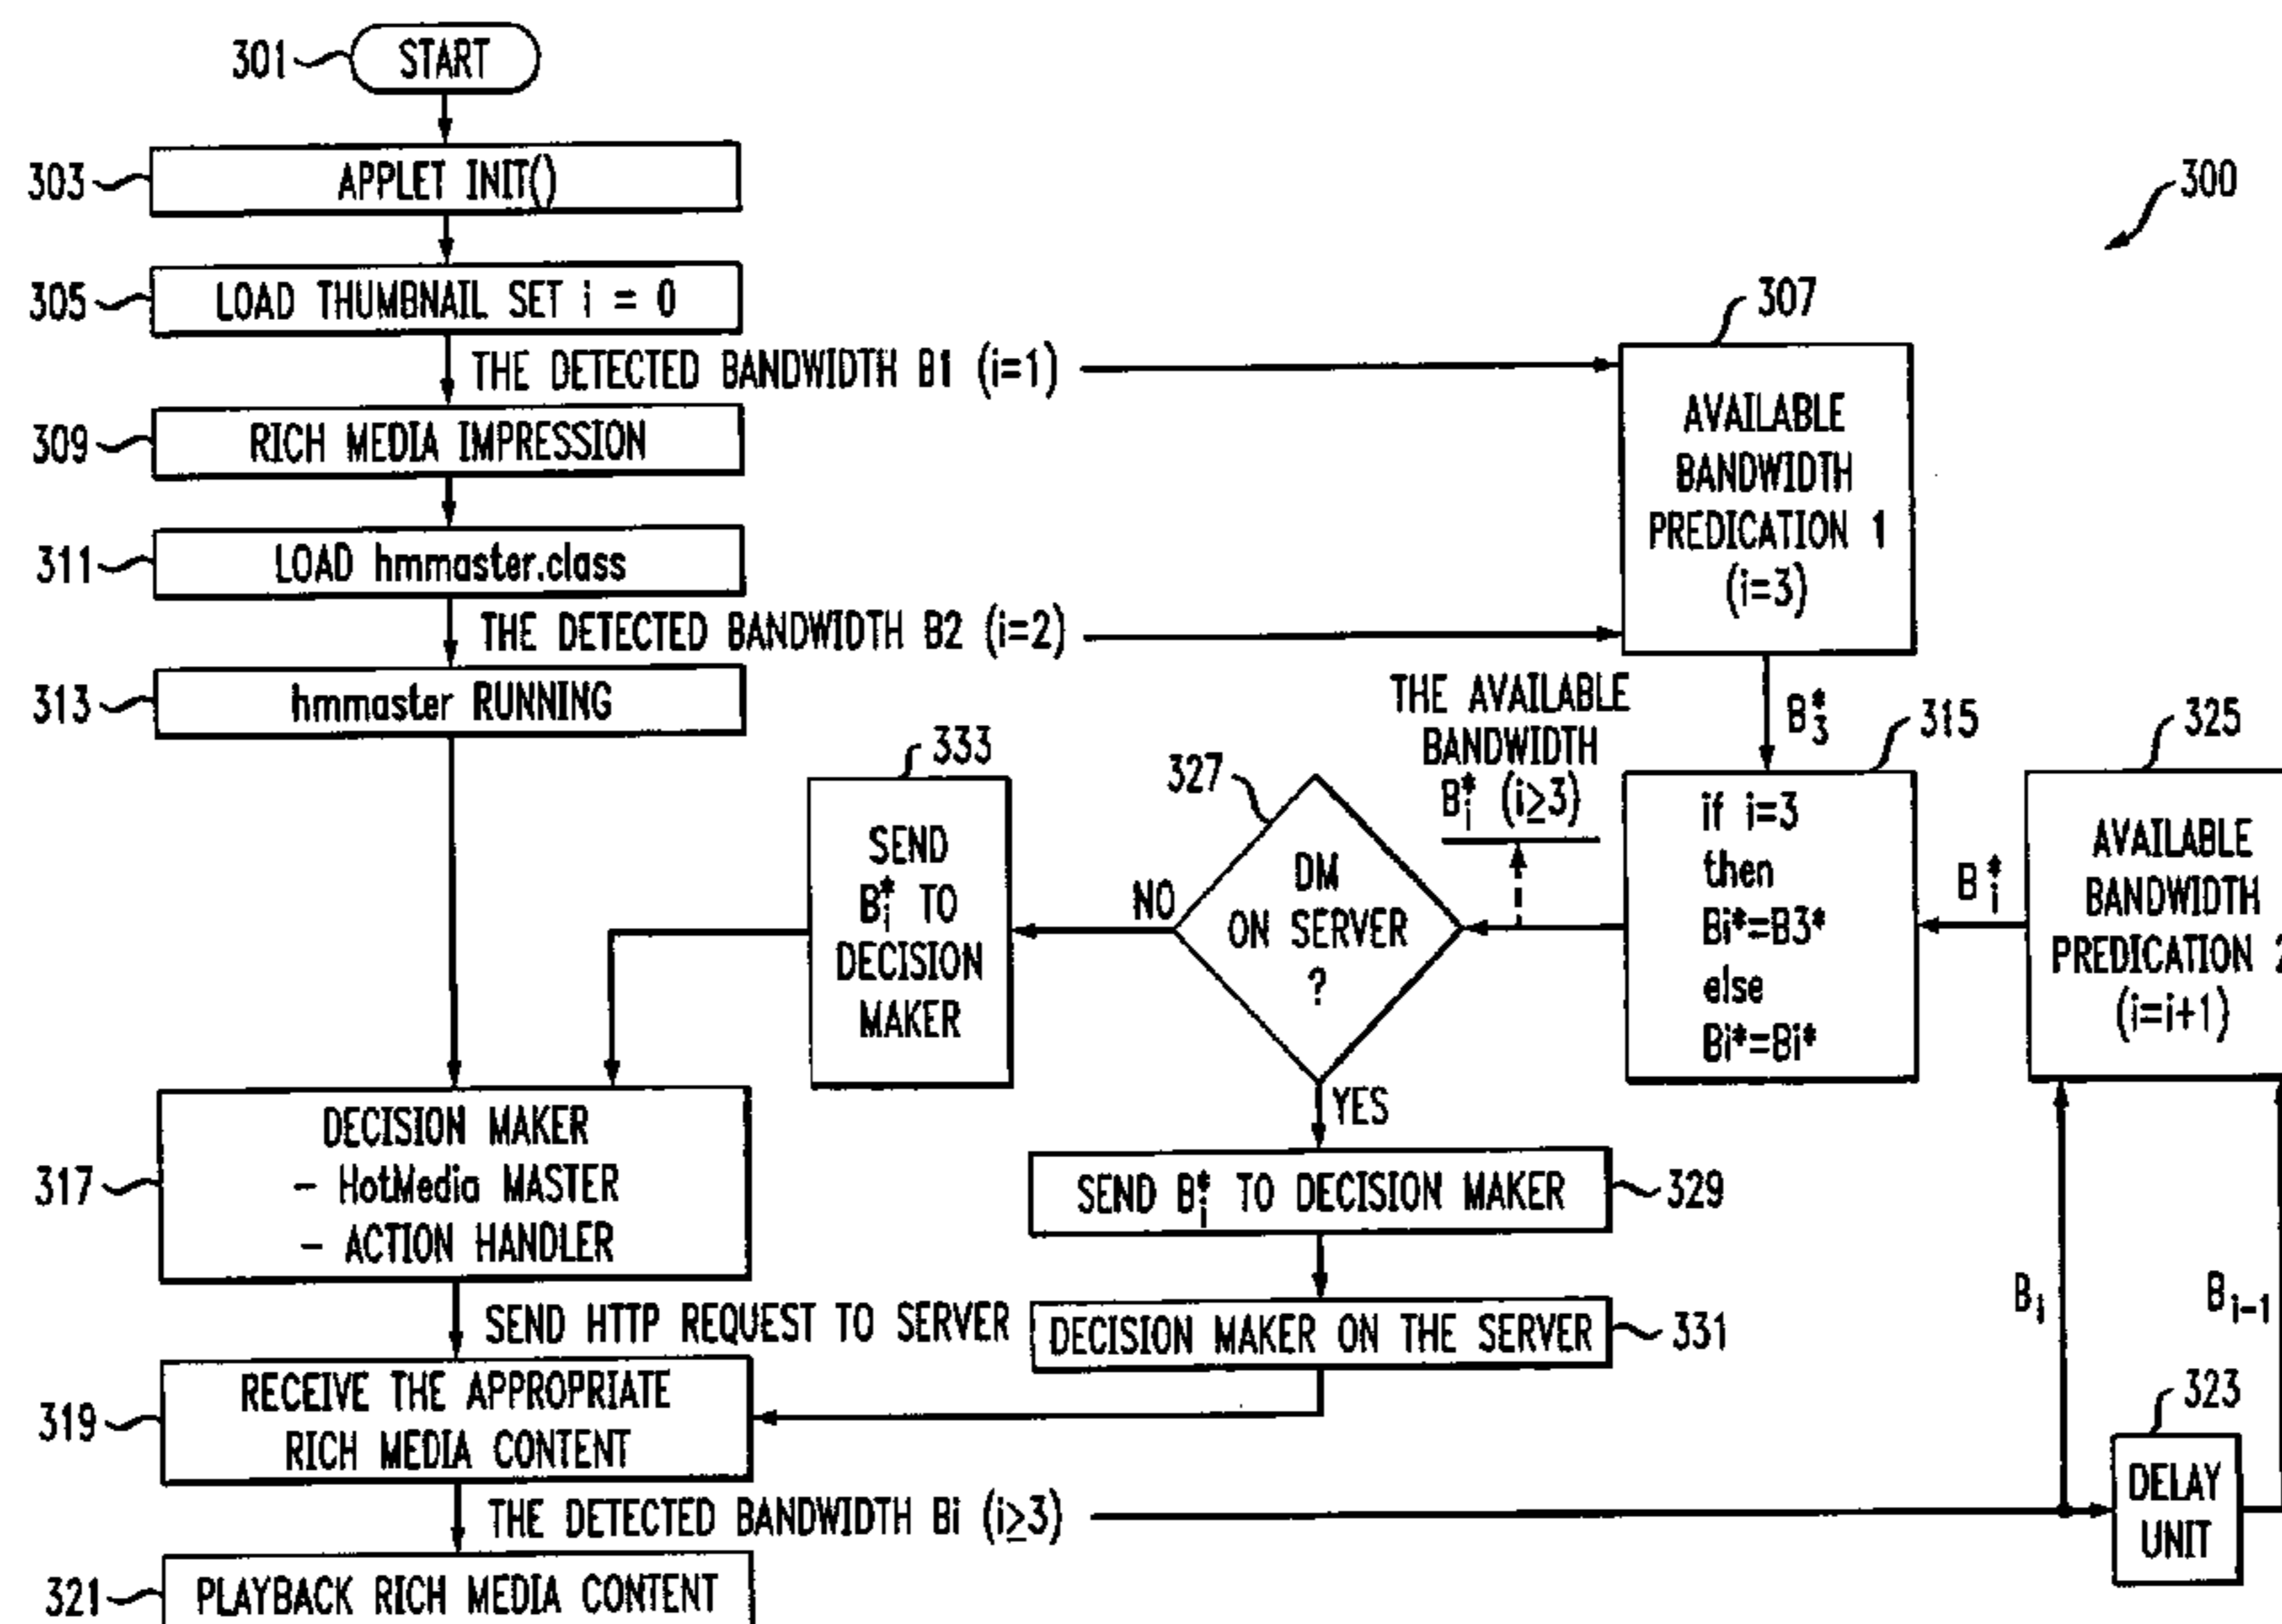 301
START
303
APPLET INIT()
300
305
LOAD THUMBNAIL SET i = 0
307
THE DETECTED BANDWIDTH B1 (i=1)
AVAILABLE
BANDWIDTH
PREDICATION 1
(i=3)
309
RICH MEDIA IMPRESSION
311
LOAD hmmaster.class
THE DETECTED BANDWIDTH B2 (i=2)
313
hmmaster RUNNING
B*3
315
325
THE AVAILABLE
BANDWIDTH
B*i (i≥3)
333
SEND
B*i TO
DECISION
MAKER
327
DM
ON SERVER
?
NO
YES
if i=3
then
Bi*=B3*
else
Bi*=Bi*
B*i
AVAILABLE
BANDWIDTH
PREDICATION 2
(i=i+1)
317
DECISION MAKER
– HotMedia MASTER
– ACTION HANDLER
SEND B*i TO DECISION MAKER
329
SEND HTTP REQUEST TO SERVER
DECISION MAKER ON THE SERVER
331
Bi
Bi-1
319
RECEIVE THE APPROPRIATE
RICH MEDIA CONTENT
323
DELAY
UNIT
THE DETECTED BANDWIDTH Bi (i≥3)
321
PLAYBACK RICH MEDIA CONTENT